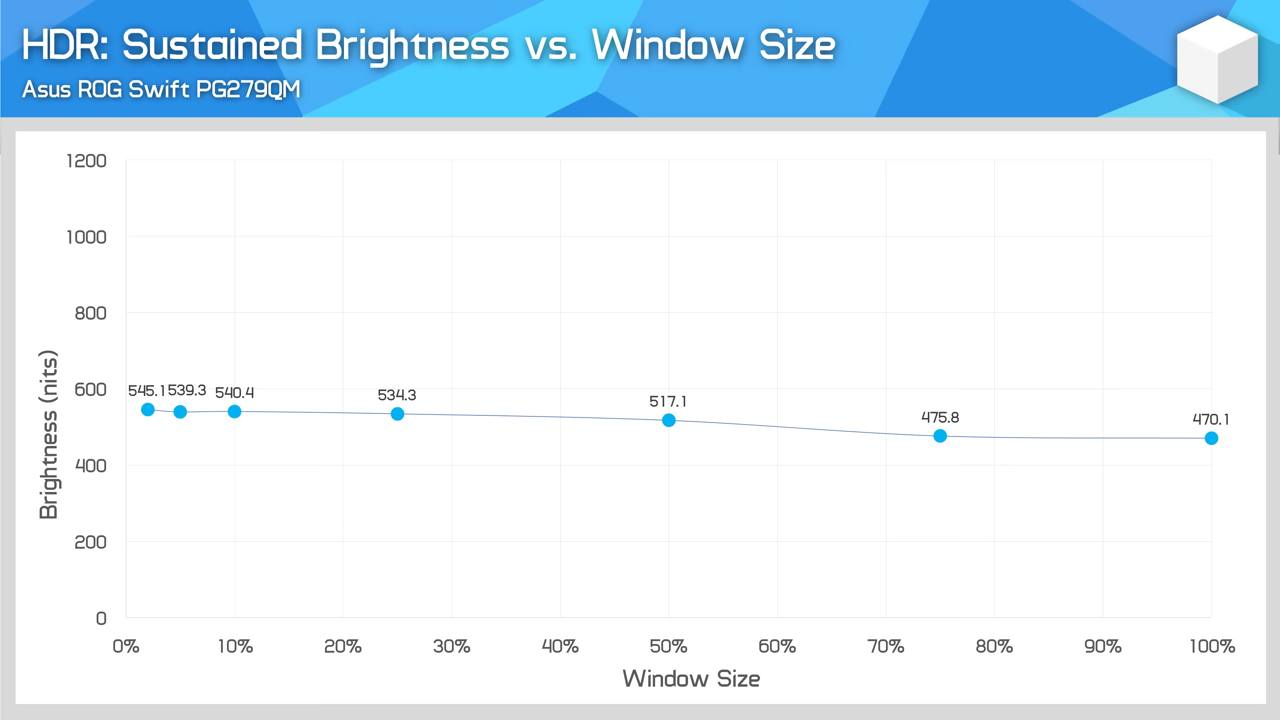 HDR: Sustained Brightness vs. Window Size
Asus ROG Swift PG279QM
1200
1000
800
600
400
200
0
Brightness (nits)
545.1 539.3 540.4 534.3 517.1 475.8 470.1
0% 10% 20% 30% 40% 50% 60% 70% 80% 90% 100%
Window Size